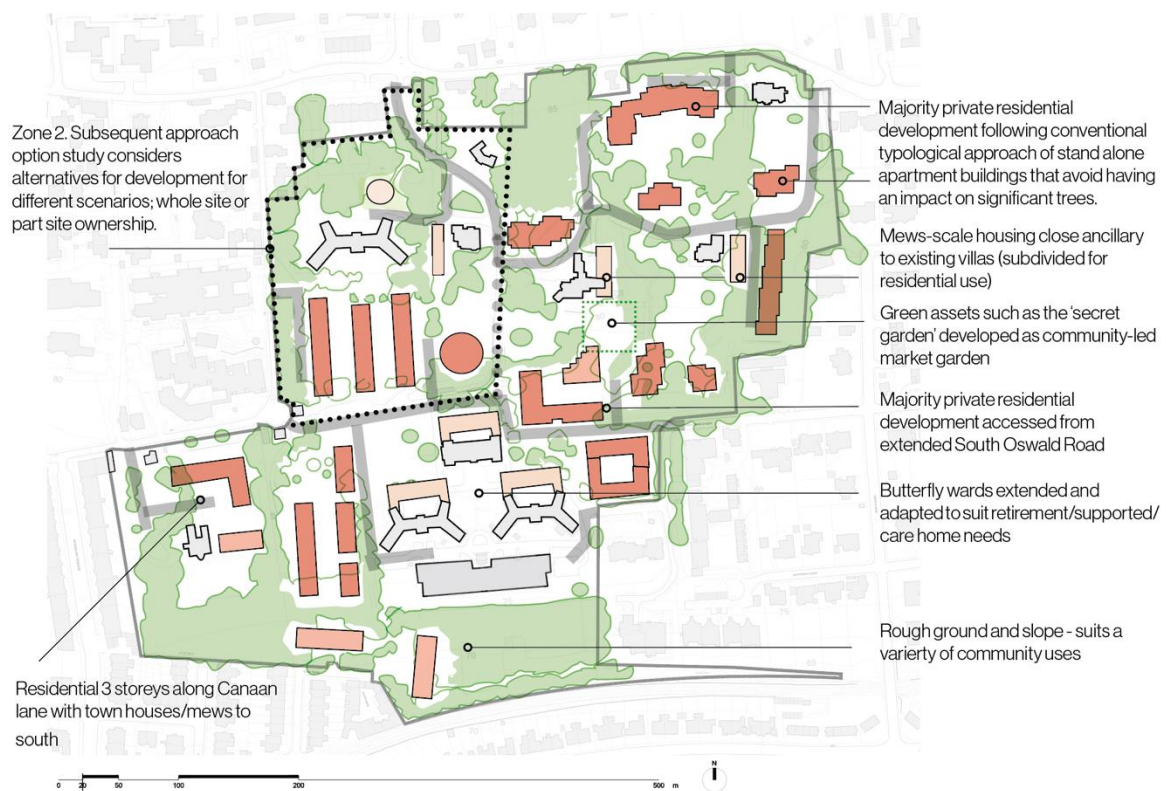 Zone 2. Subsequent approach
option study considers
alternatives for development for
different scenarios; whole site or
part site ownership.
Residential 3 storeys along Canaan
lane with town houses/mews to
south
Majority private residential
development following conventional
typological approach of stand alone
apartment buildings that avoid having
an impact on significant trees.
Mews-scale housing close ancillary
to existing villas (subdivided for
residential use)
Green assets such as the ‘secret
garden’ developed as community-led
market garden
Majority private residential
development accessed from
extended South Oswald Road
Butterfly wards extended and
adapted to suit retirement/supported/
care home needs
Rough ground and slope - suits a
varierty of community uses
0 20 50 100 200 500 m
N